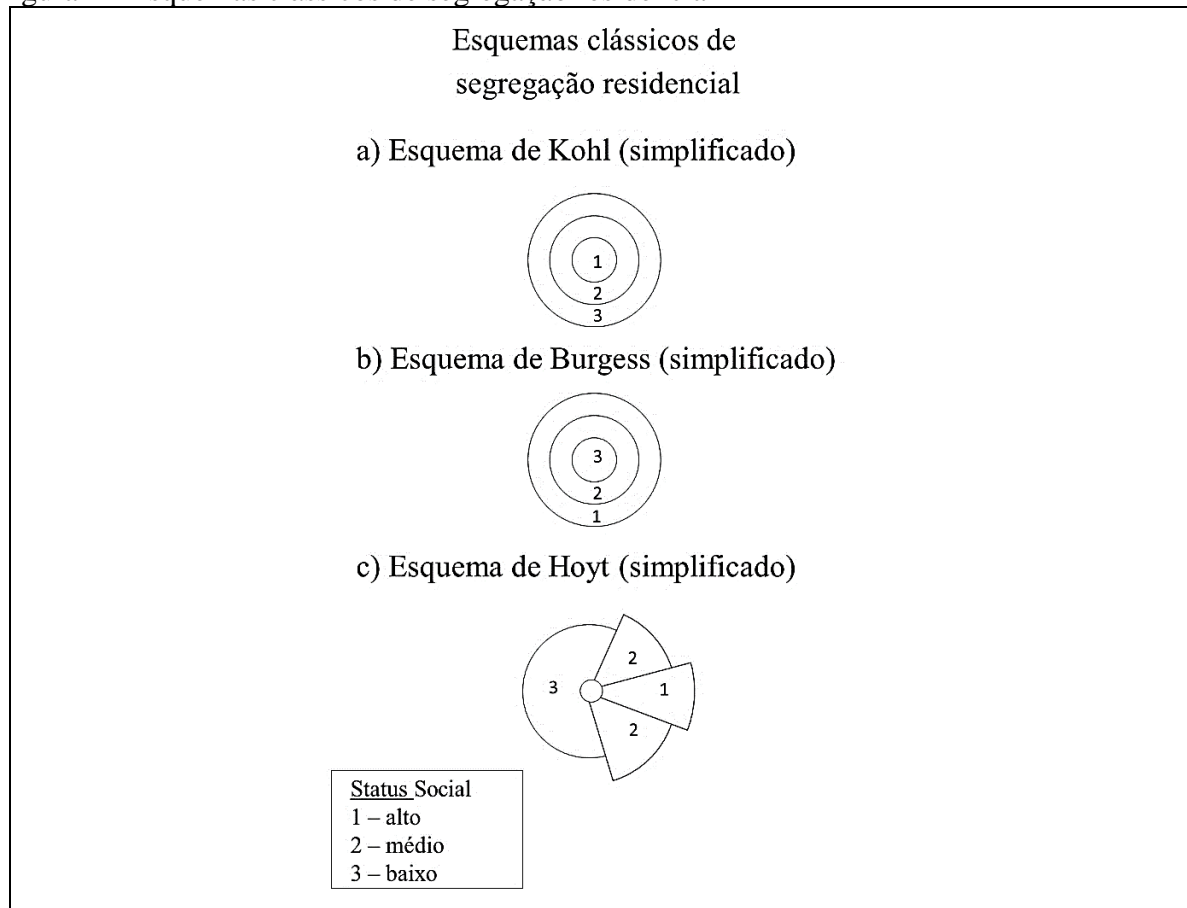 Esquemas clássicos de
segregação residencial
a) Esquema de Kohl (simplificado)
1
2
3
b) Esquema de Burgess (simplificado)
3
2
1
c) Esquema de Hoyt (simplificado)
2
3
1
2
Status Social
1 – alto
2 – médio
3 – baixo